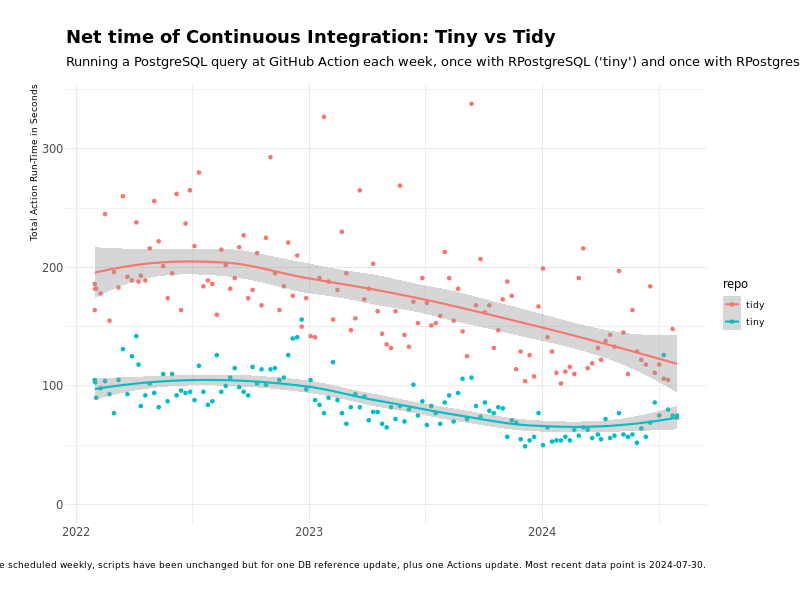 Net time of Continuous Integration: Tiny vs Tidy
Running a PostgreSQL query at GitHub Action each week, once with RPostgreSQL ('tiny') and once with RPostgres
Total Action Run-Time in Seconds
300
200
100
0
2022
2023
2024
repo
tidy
tiny
e scheduled weekly, scripts have been unchanged but for one DB reference update, plus one Actions update. Most recent data point is 2024-07-30.